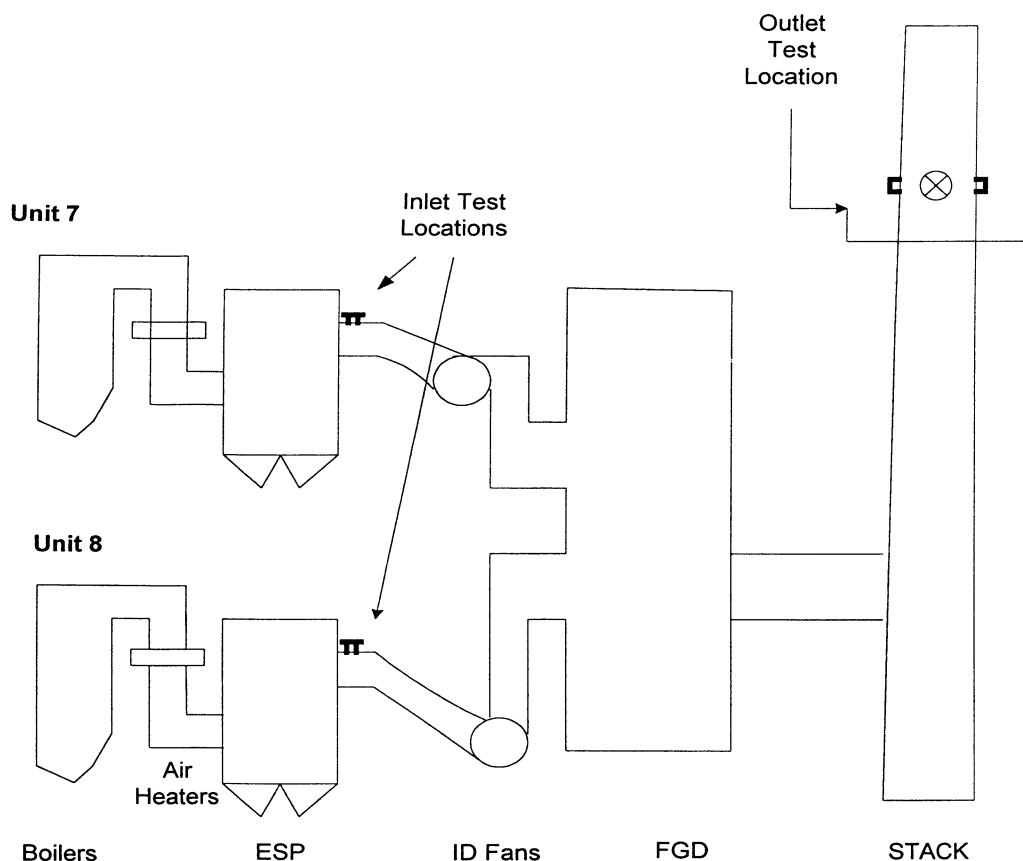 Outlet
Test
Location
Inlet Test
Locations
Unit 7
Unit 8
Air
Heaters
Boilers
ESP
ID Fans
FGD
STACK